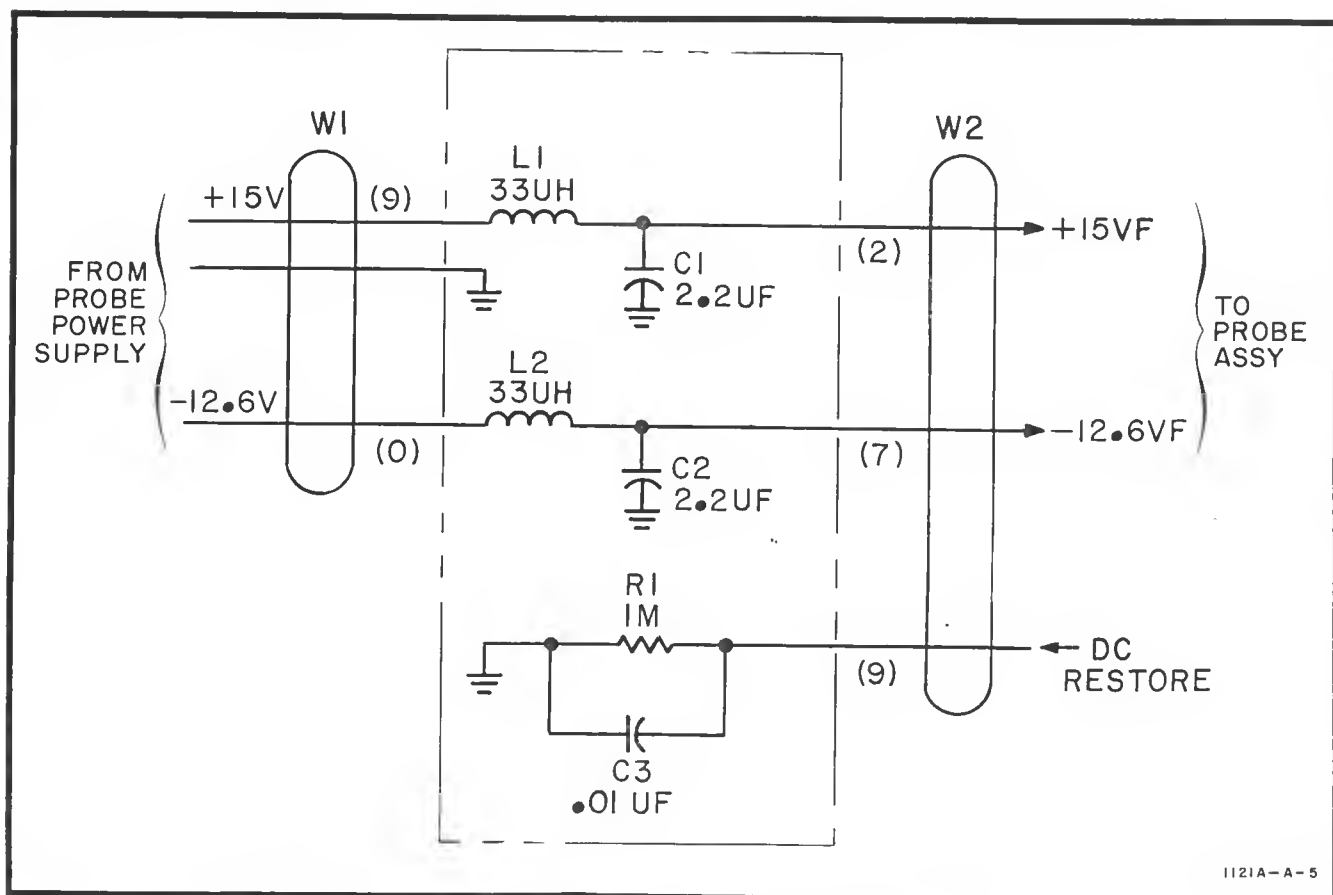 W1
W2
L1
33UH
+15V
(9)
+15VF
(2)
C1
2.2UF
FROM
PROBE
POWER
SUPPLY
TO
PROBE
ASSY
L2
33UH
-12.6V
(0)
-12.6VF
(7)
C2
2.2UF
R1
1M
DC
RESTORE
(9)
C3
.01 UF
1121A-A-5